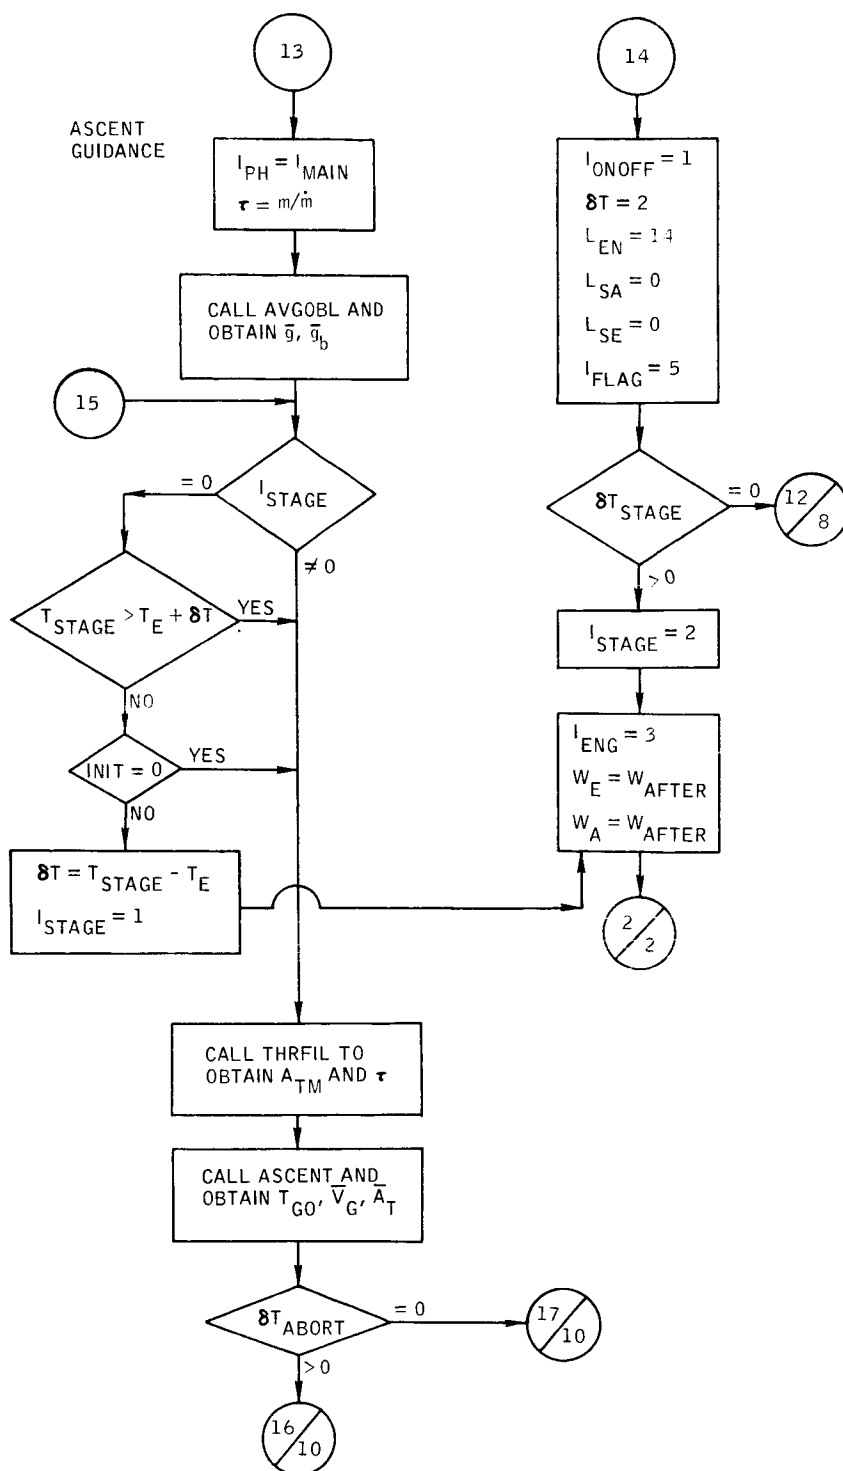 13
ASCENT
GUIDANCE
I_PH = I_MAIN
τ = m/ṁ
CALL AVGOBL AND
OBTAIN g̅, g̅_b
15
I_STAGE
= 0
≠ 0
T_STAGE > T_E + δT
YES
NO
INIT = 0
YES
NO
δT = T_STAGE - T_E
I_STAGE = 1
CALL THRFIL TO
OBTAIN A_TM AND τ
CALL ASCENT AND
OBTAIN T_GO, V̅_G, A̅_T
δT_ABORT
= 0
17/10
>0
16/10
14
I_ONOFF = 1
δT = 2
L_EN = 14
L_SA = 0
L_SE = 0
I_FLAG = 5
δT_STAGE
= 0
12/8
>0
I_STAGE = 2
I_ENG = 3
W_E = W_AFTER
W_A = W_AFTER
2/2